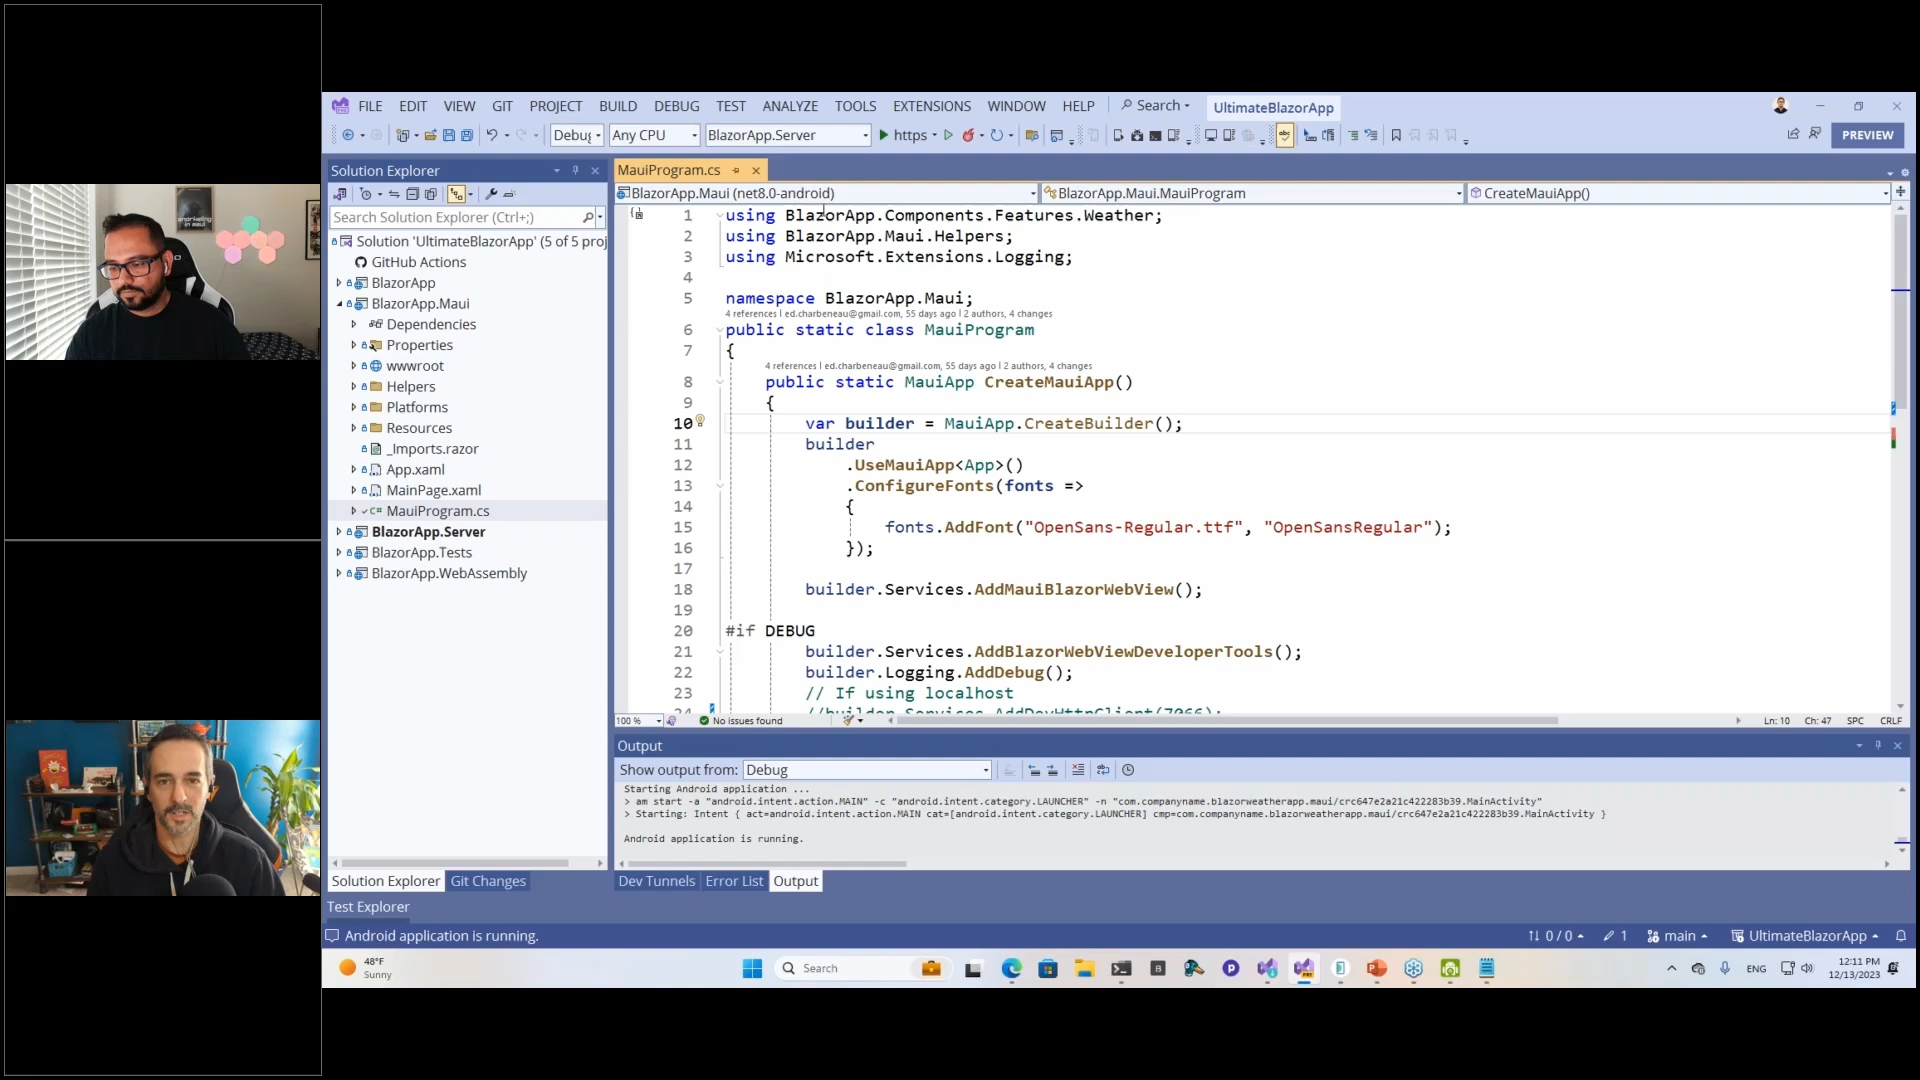 FILE EDIT VIEW GIT PROJECT BUILD DEBUG TEST ANALYZE TOOLS EXTENSIONS WINDOW HELP Search UltimateBlazorApp
Debug Any CPU BlazorApp.Server https PREVIEW
Solution Explorer
Search Solution Explorer (Ctrl+;)
Solution 'UltimateBlazorApp' (5 of 5 proj
GitHub Actions
BlazorApp
BlazorApp.Maui
Dependencies
Properties
wwwroot
Helpers
Platforms
Resources
_Imports.razor
App.xaml
MainPage.xaml
MauiProgram.cs
BlazorApp.Server
BlazorApp.Tests
BlazorApp.WebAssembly
Solution Explorer Git Changes
Test Explorer
MauiProgram.cs
BlazorApp.Maui (net8.0-android) BlazorApp.Maui.MauiProgram CreateMauiApp()
1 using BlazorApp.Components.Features.Weather;
2 using BlazorApp.Maui.Helpers;
3 using Microsoft.Extensions.Logging;
4
5 namespace BlazorApp.Maui;
4 references | ed.charbeneau@gmail.com, 55 days ago | 2 authors, 4 changes
6 public static class MauiProgram
7 {
4 references | ed.charbeneau@gmail.com, 55 days ago | 2 authors, 4 changes
8 public static MauiApp CreateMauiApp()
9 {
10 var builder = MauiApp.CreateBuilder();
11 builder
12 .UseMauiApp<App>()
13 .ConfigureFonts(fonts =>
14 {
15 fonts.AddFont("OpenSans-Regular.ttf", "OpenSansRegular");
16 });
17
18 builder.Services.AddMauiBlazorWebView();
19
20 #if DEBUG
21 builder.Services.AddBlazorWebViewDeveloperTools();
22 builder.Logging.AddDebug();
23 // If using localhost
24 //builder.Services.AddDevHttpClient(7066);
100 % No issues found Ln: 10 Ch: 47 SPC CRLF
Output
Show output from: Debug
Starting Android application ...
> am start -a "android.intent.action.MAIN" -c "android.intent.category.LAUNCHER" -n "com.companyname.blazorweatherapp.maui/crc647e2a21c422283b39.MainActivity"
> Starting: Intent { act=android.intent.action.MAIN cat=[android.intent.category.LAUNCHER] cmp=com.companyname.blazorweatherapp.maui/crc647e2a21c422283b39.MainActivity }
Android application is running.
Dev Tunnels Error List Output
Android application is running. 0 / 0 1 main UltimateBlazorApp
48°F
Sunny
Search
ENG
12:11 PM
12/13/2023